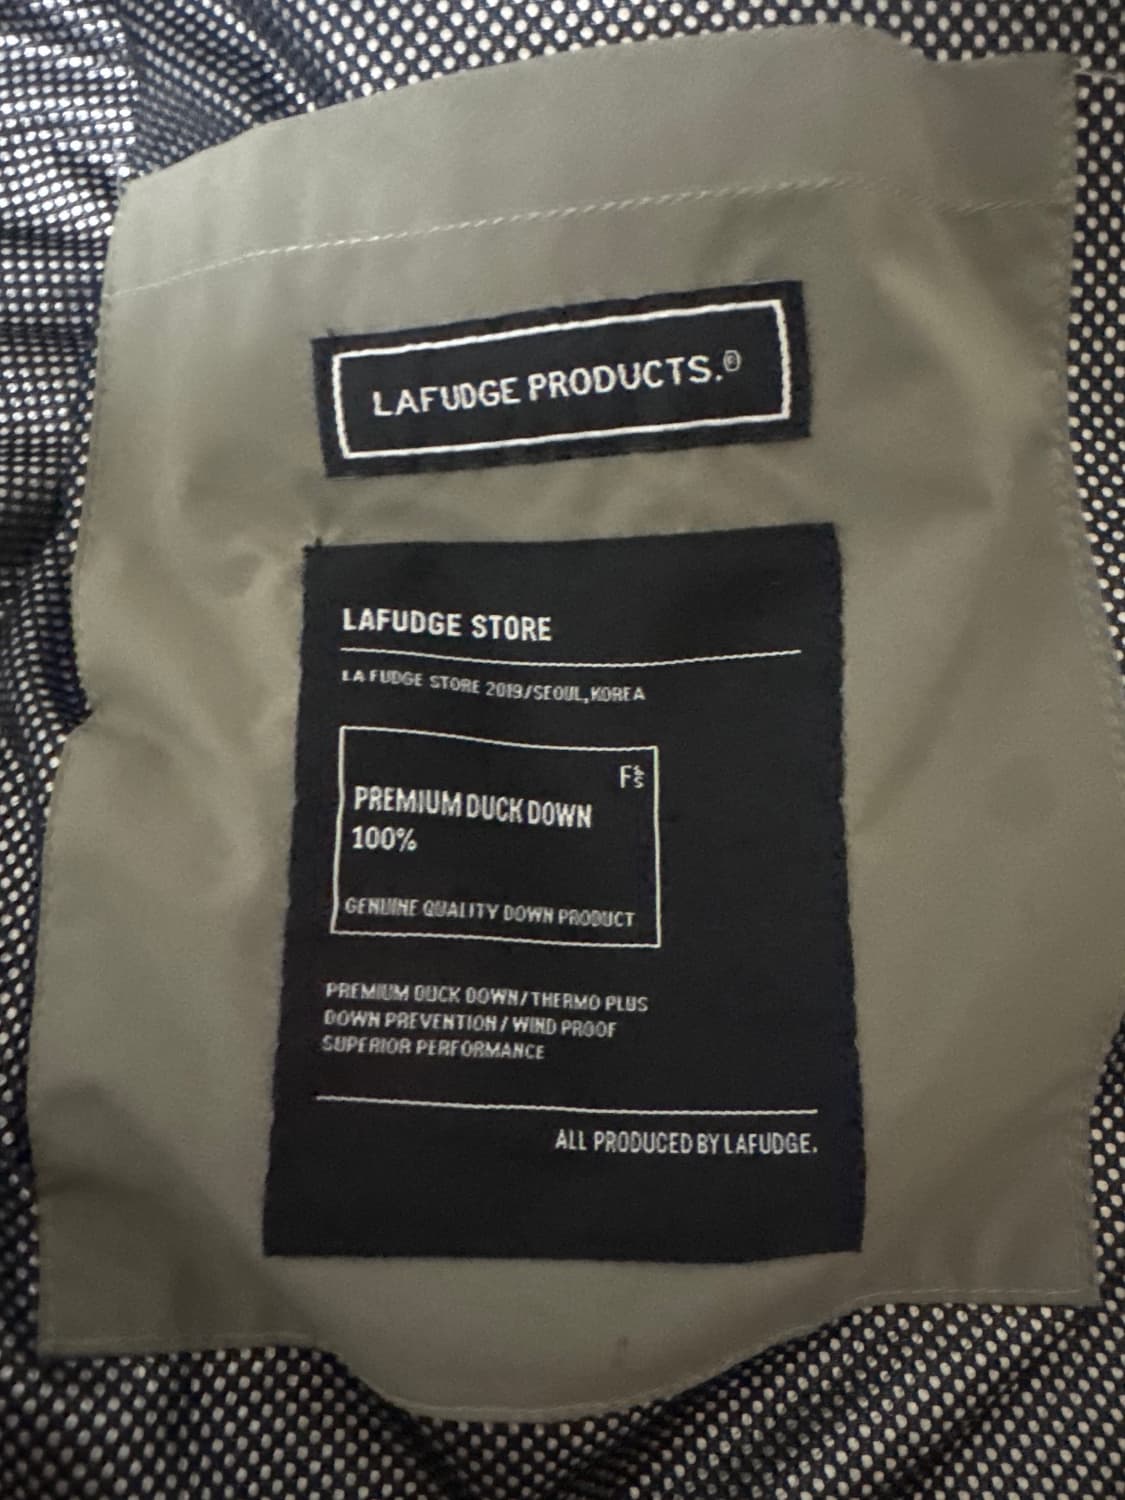 LAFUDGE PRODUCTS.®
LAFUDGE STORE
LA FUDGE STORE 2019/SEOUL,KOREA
PREMIUM DUCK DOWN
100%
GENUINE QUALITY DOWN PRODUCT
PREMIUM DUCK DOWN/THERMO PLUS
DOWN PREVENTION/WIND PROOF
SUPERIOR PERFORMANCE
ALL PRODUCED BY LAFUDGE.